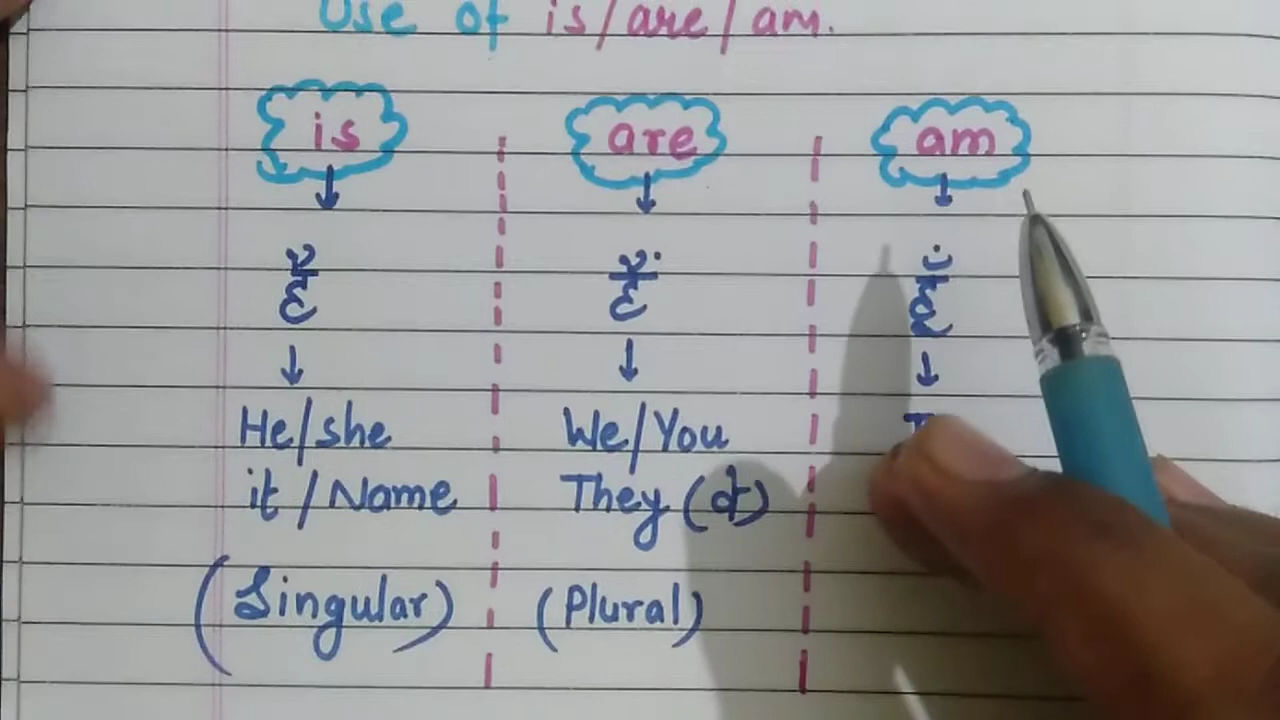 Use of is/are/am.
is are am
है हैं हूँ
He/she We/You I
it/Name They (वे)
(Singular) (Plural)